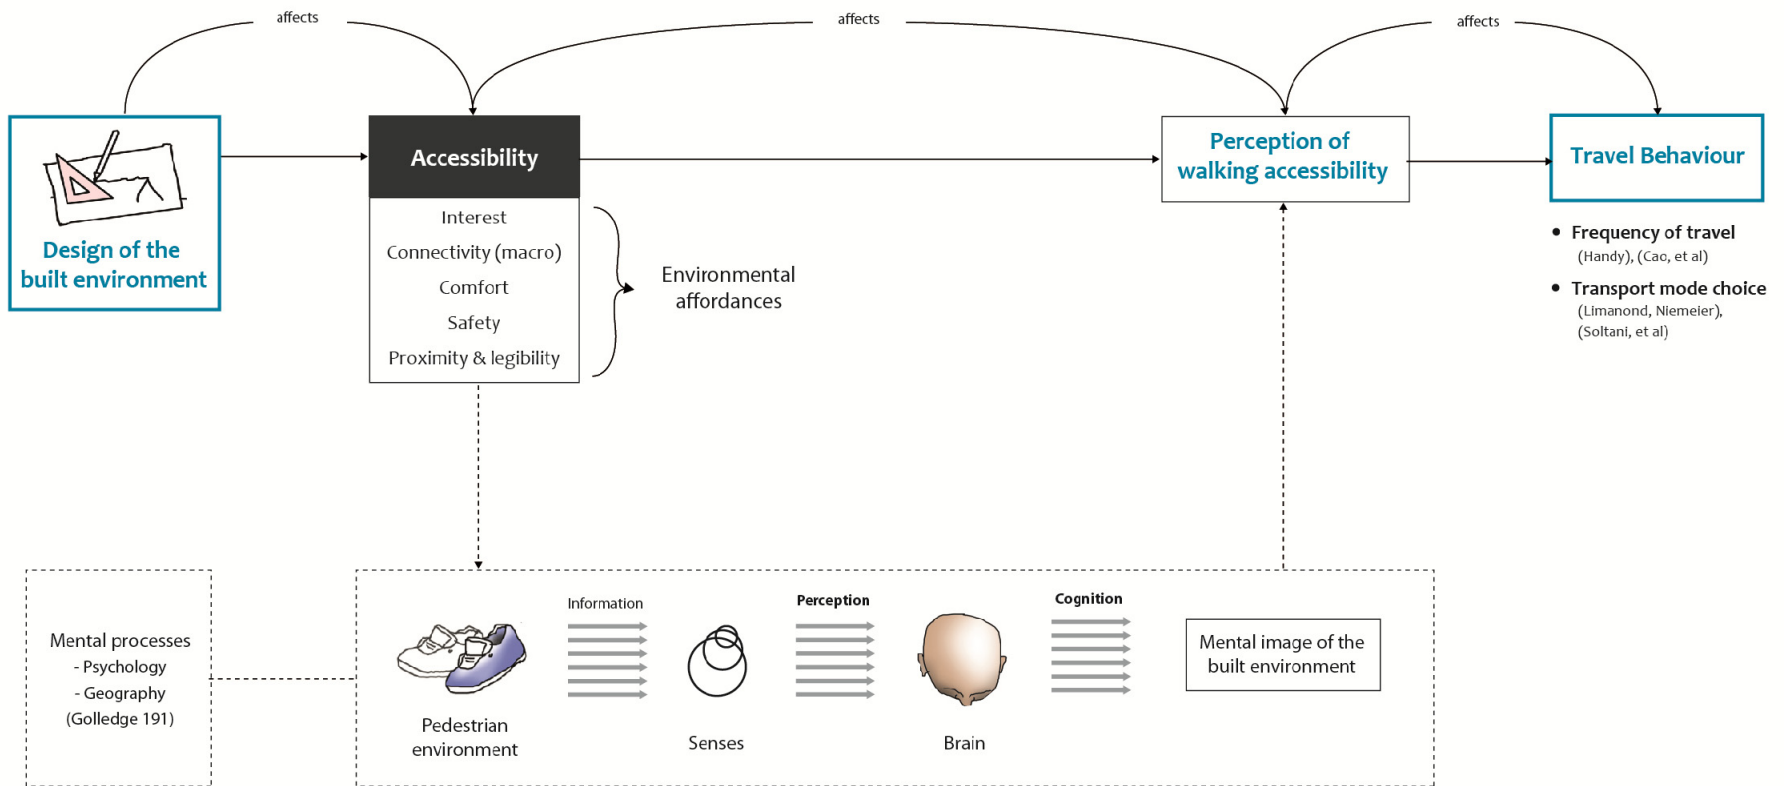 affects
affects
affects
Design of the
built environment
Accessibility
Interest
Connectivity (macro)
Comfort
Safety
Proximity & legibility
Environmental
affordances
Perception of
walking accessibility
Travel Behaviour
• Frequency of travel
(Handy), (Cao, et al)
• Transport mode choice
(Limanond, Niemeier),
(Soltani, et al)
Mental processes
- Psychology
- Geography
(Golledge 191)
Information
Perception
Cognition
Pedestrian
environment
Senses
Brain
Mental image of the
built environment